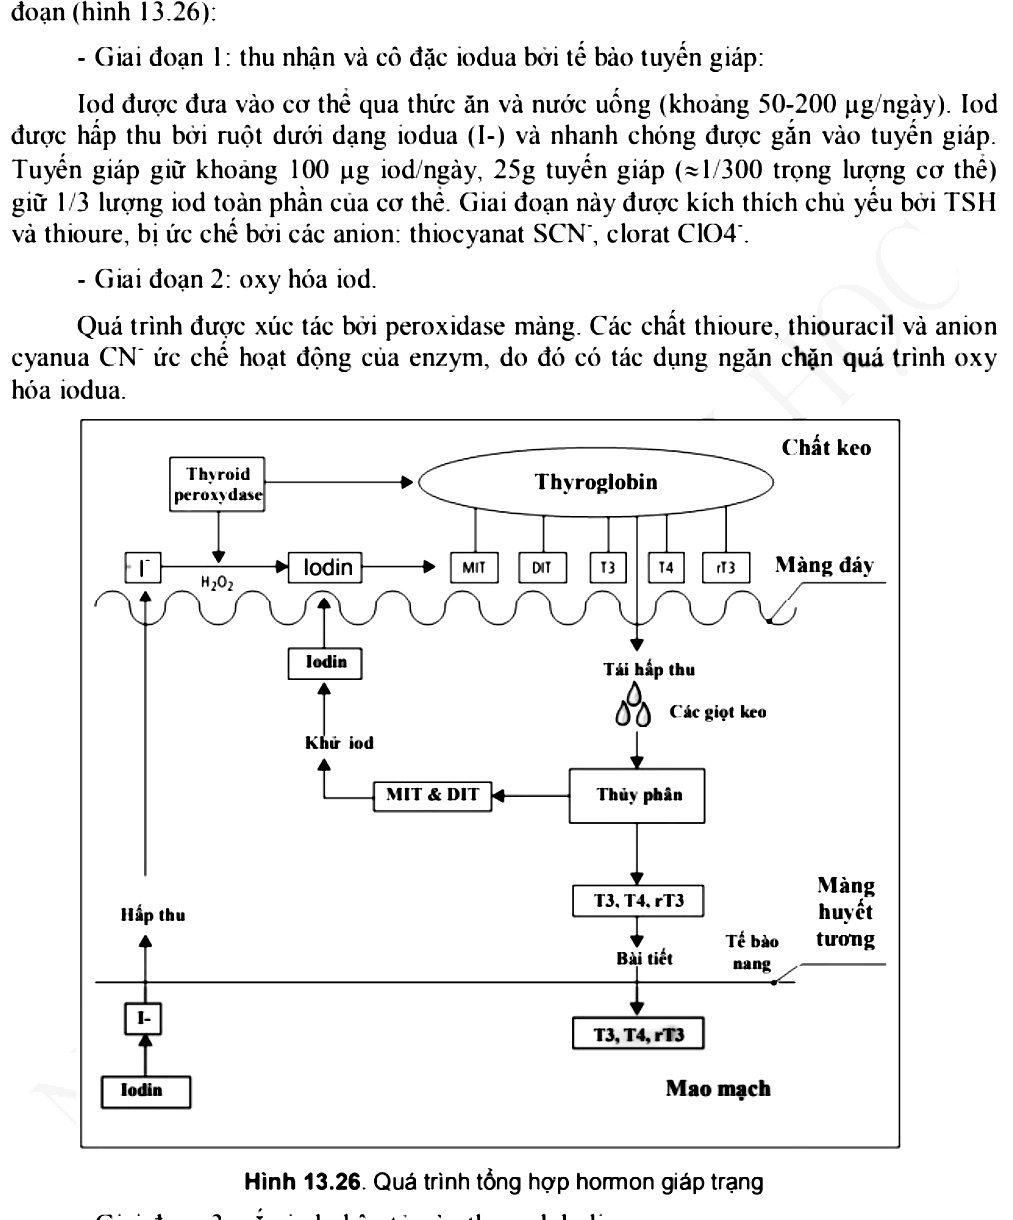 đoạn (hình 13.26):
- Giai đoạn 1: thu nhận và cô đặc iodua bởi tế bào tuyến giáp:
Iod được đưa vào cơ thể qua thức ăn và nước uống (khoảng 50-200 µg/ngày). Iod
được hấp thu bởi ruột dưới dạng iodua (I-) và nhanh chóng được gắn vào tuyến giáp.
Tuyến giáp giữ khoảng 100 µg iod/ngày, 25g tuyến giáp (≈1/300 trọng lượng cơ thể)
giữ 1/3 lượng iod toàn phần của cơ thể. Giai đoạn này được kích thích chủ yếu bởi TSH
và thioure, bị ức chế bởi các anion: thiocyanat SCN⁻, clorat ClO4⁻.
- Giai đoạn 2: oxy hóa iod.
Quá trình được xúc tác bởi peroxidase màng. Các chất thioure, thiouracil và anion
cyanua CN⁻ ức chế hoạt động của enzym, do đó có tác dụng ngăn chặn quá trình oxy
hóa iodua.
Chất keo
Thyroid
peroxydase
Thyroglobin
I⁻
H₂O₂
Iodin
MIT
DIT
T3
T4
rT3
Màng đáy
Iodin
Tái hấp thu
Các giọt keo
Khử iod
MIT & DIT
Thủy phân
T3, T4, rT3
Màng
huyết
tương
Hấp thu
Bài tiết
Tế bào
nang
I-
T3, T4, rT3
Iodin
Mao mạch
Hình 13.26. Quá trình tổng hợp hormon giáp trạng